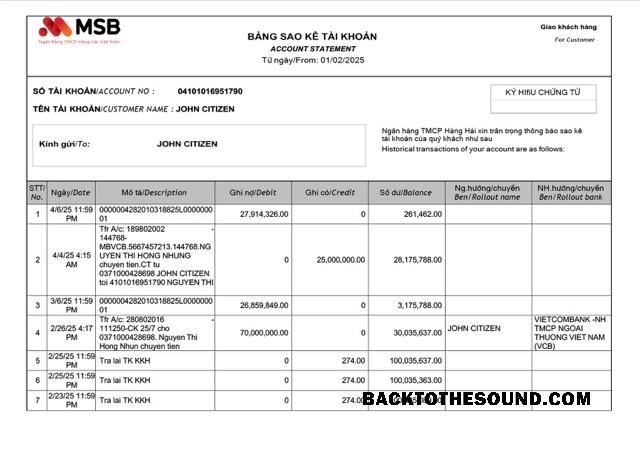 MSB
Ngân hàng TMCP Hàng Hải Việt Nam
BẢNG SAO KÊ TÀI KHOẢN
ACCOUNT STATEMENT
Từ ngày/From: 01/02/2025
Giao khách hàng
For Customer
SỐ TÀI KHOẢN/ACCOUNT NO : 04101016951790
TÊN TÀI KHOẢN/CUSTOMER NAME : JOHN CITIZEN
KÝ HIfiU CHỨNG TỪ
Kính gửi/To: JOHN CITIZEN
Ngân hàng TMCP Hàng Hải xin trân trọng thông báo sao kê
tài khoản của quý khách như sau
Historical transactions of your account are as follows:
STT/ No. Ngày/Date Mô tả/Description Ghi nợ/Debit Ghi có/Credit Số dư/Balance Ng.hưởng/chuyển Ben/Rollout name NH.hưởng/chuyển Ben/Rollout bank
1 4/6/25 11:59 PM 0000004282010318825L0000000 01 27,914,326.00 0 261,462.00
2 4/4/25 4:15 AM Tfr A/c: 189802002 -
144768-
MBVCB.5667457213.144768.NG
UYEN THI HONG NHUNG
chuyen tien.CT tu
0371000428698 JOHN CITIZEN
toi 4101016951790 NGUYEN THI
0 25,000,000.00 28,175,788.00
3 3/6/25 11:59 PM 0000004282010318825L0000000 01 26,859,849.00 0 3,175,788.00
4 2/26/25 4:17 PM Tfr A/c: 280802016 -
111250-CK 25/7 cho
0371000428698. Nguyen Thi
Hong Nhun chuyen tien
70,000,000.00 0 30,035,637.00 JOHN CITIZEN VIETCOMBANK -NH
TMCP NGOAI
THUONG VIET NAM
(VCB)
5 2/25/25 11:59 PM Tra lai TK KKH 0 274.00 100,035,637.00
6 2/25/25 11:59 PM Tra lai TK KKH 0 274.00 100,035,363.00
7 2/23/25 11:59 PM Tra lai TK KKH 0 274.00
BACKTOTHESOUND.COM